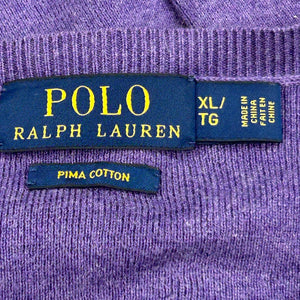 POLO
RALPH LAUREN
XL/
TG
MADE IN
CHINA
FAIT EN
CHINE
PIMA COTTON